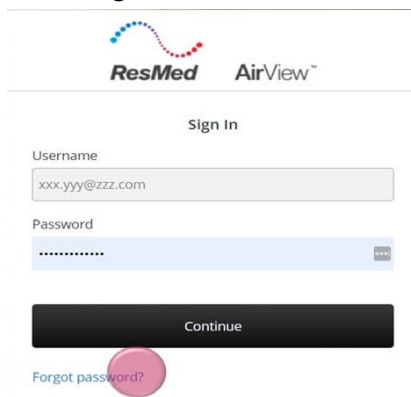 ResMed AirView™
Sign In
Username
xxx.yyy@zzz.com
Password
•••••••••••••
Continue
Forgot password?